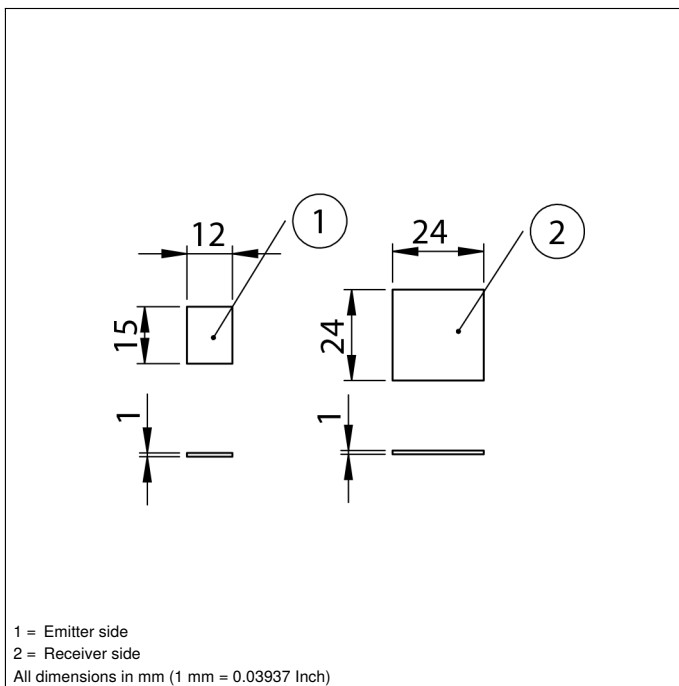 1
2
12
24
15
24
1
1
1 = Emitter side
2 = Receiver side
All dimensions in mm (1 mm = 0.03937 Inch)